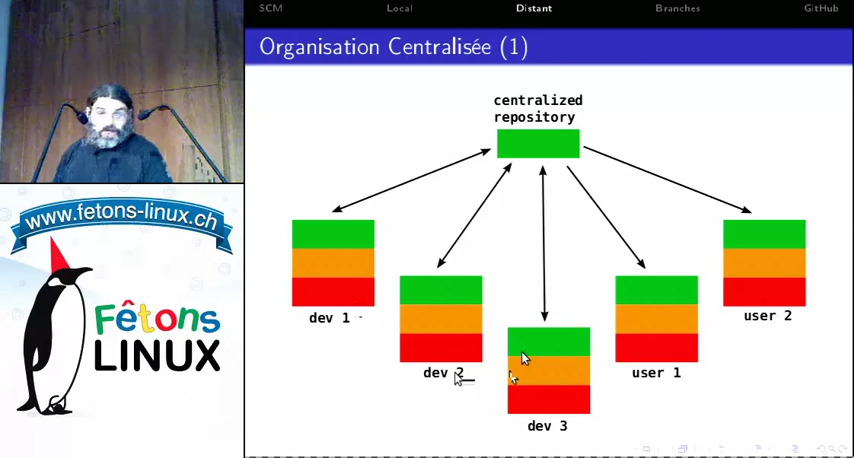 SCM Local Distant Branches GitHub
Organisation Centralisée (1)
centralized
repository
dev 1
dev 2
dev 3
user 1
user 2
www.fetons-linux.ch
Fêtons
LINUX